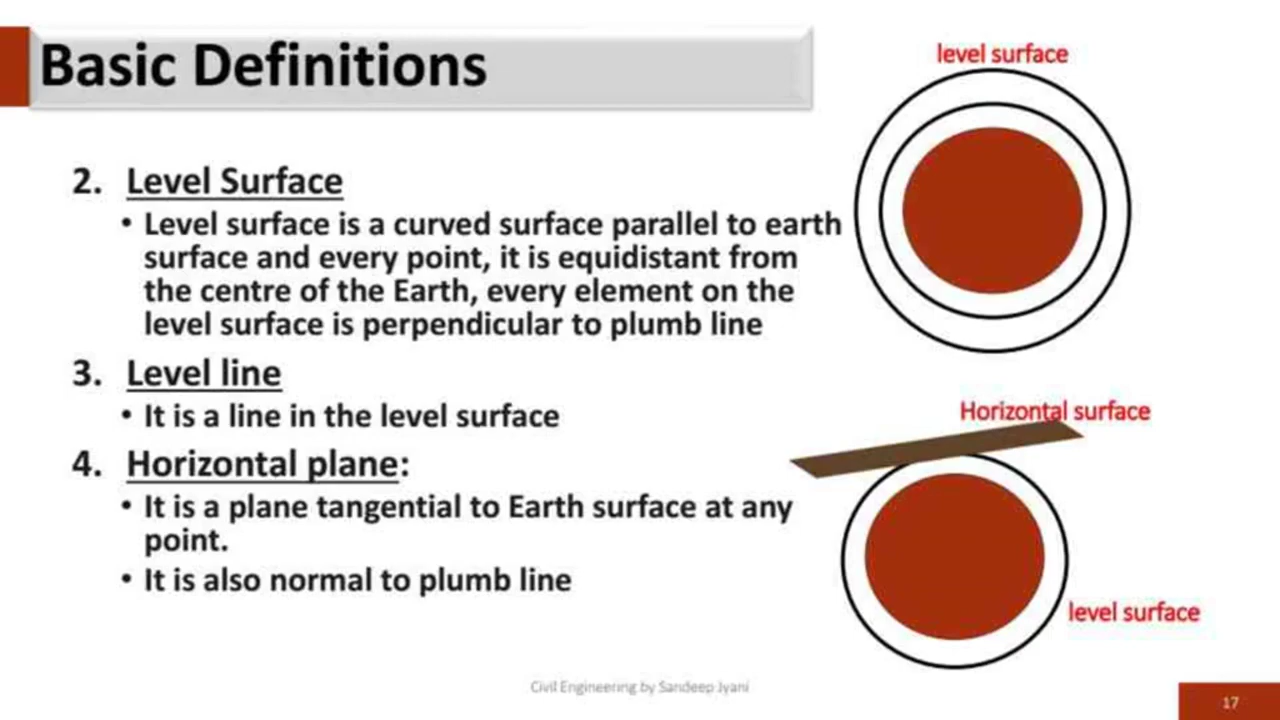 Basic Definitions
level surface
2. Level Surface
• Level surface is a curved surface parallel to earth
surface and every point, it is equidistant from
the centre of the Earth, every element on the
level surface is perpendicular to plumb line
3. Level line
• It is a line in the level surface
4. Horizontal plane:
• It is a plane tangential to Earth surface at any
point.
• It is also normal to plumb line
Horizontal surface
level surface
Civil Engineering by Sandeep Jyani
17